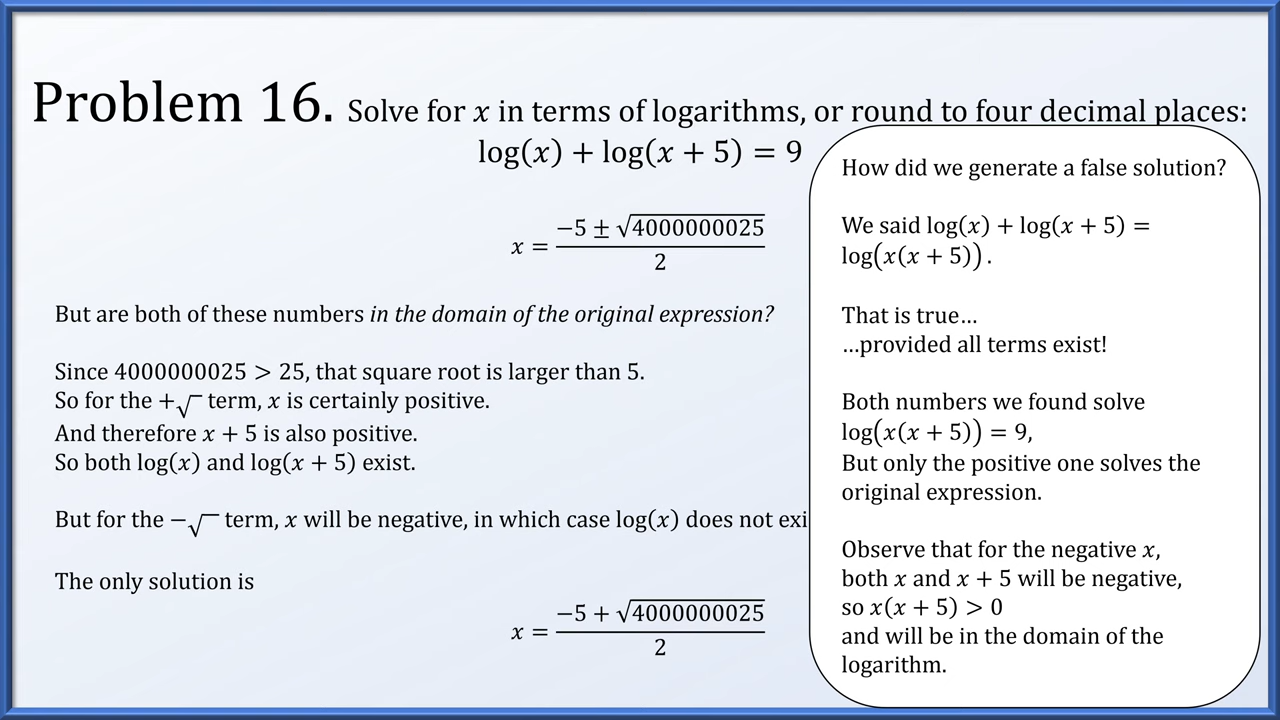 Problem 16. Solve for x in terms of logarithms, or round to four decimal places:
log(x) + log(x + 5) = 9
x = (−5 ± √4000000025) / 2
But are both of these numbers in the domain of the original expression?
Since 4000000025 > 25, that square root is larger than 5.
So for the +√ term, x is certainly positive.
And therefore x + 5 is also positive.
So both log(x) and log(x + 5) exist.
But for the −√ term, x will be negative, in which case log(x) does not exi
The only solution is
x = (−5 + √4000000025) / 2
How did we generate a false solution?
We said log(x) + log(x + 5) =
log(x(x + 5)).
That is true…
…provided all terms exist!
Both numbers we found solve
log(x(x + 5)) = 9,
But only the positive one solves the
original expression.
Observe that for the negative x,
both x and x + 5 will be negative,
so x(x + 5) > 0
and will be in the domain of the
logarithm.